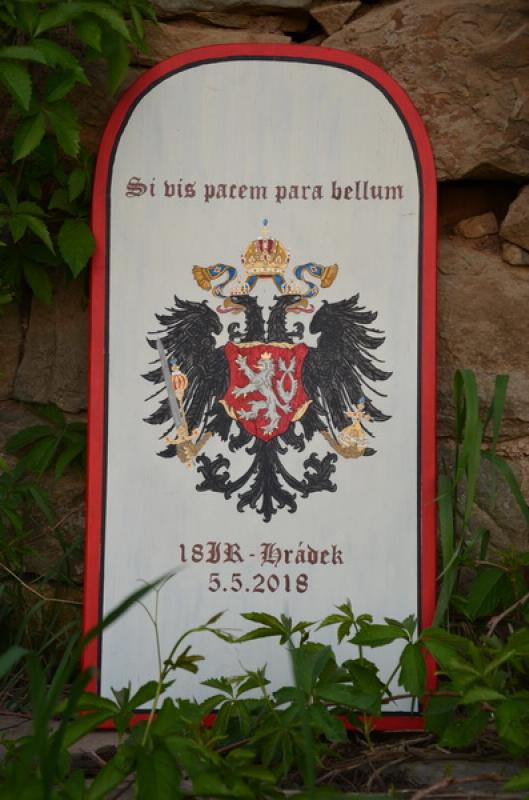 Si vis pacem para bellum
18IR - Hrádek
5.5.2018